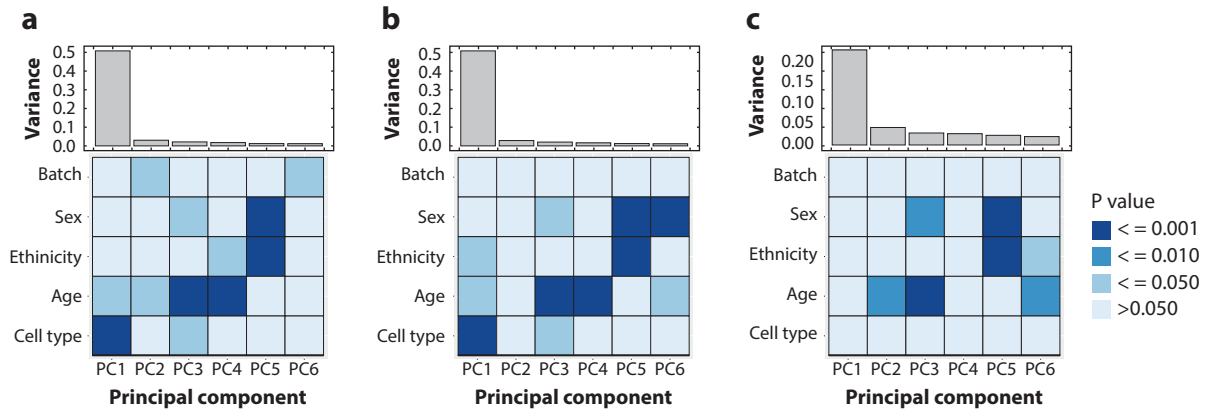 a
b
c
Variance
0.5
0.4
0.3
0.2
0.1
0.0
Variance
0.5
0.4
0.3
0.2
0.1
0.0
Variance
0.20
0.15
0.10
0.05
0.00
Batch
Sex
Ethinicity
Age
Cell type
PC1 PC2 PC3 PC4 PC5 PC6
Principal component
Batch
Sex
Ethnicity
Age
Cell type
PC1 PC2 PC3 PC4 PC5 PC6
Principal component
Batch
Sex
Ethnicity
Age
Cell type
PC1 PC2 PC3 PC4 PC5 PC6
Principal component
P value
< = 0.001
< = 0.010
< = 0.050
>0.050